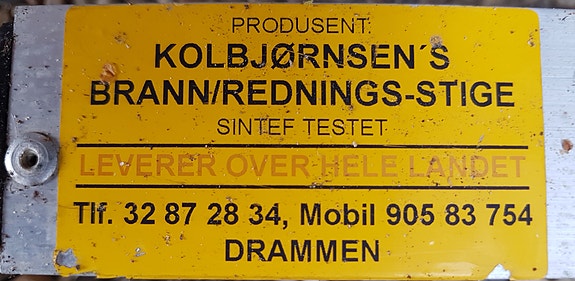 PRODUSENT:
KOLBJØRNSEN´S
BRANN/REDNINGS-STIGE
SINTEF TESTET
LEVERER OVER HELE LANDET
Tlf. 32 87 28 34, Mobil 905 83 754
DRAMMEN